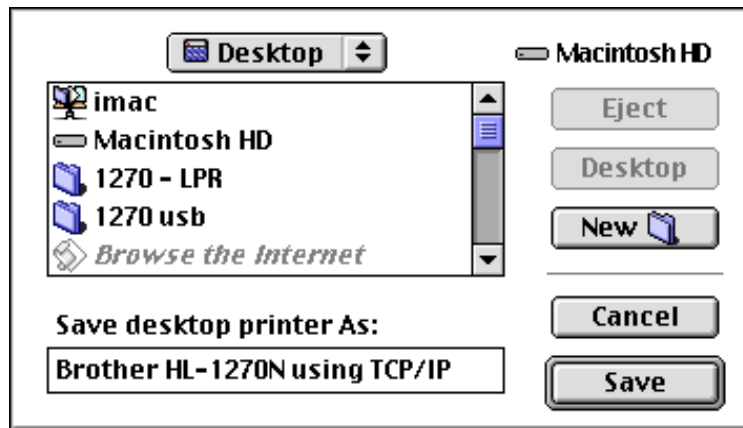 Desktop
Macintosh HD
imac
Macintosh HD
1270 - LPR
1270 usb
Browse the Internet
Eject
Desktop
New
Save desktop printer As:
Brother HL-1270N using TCP/IP
Cancel
Save